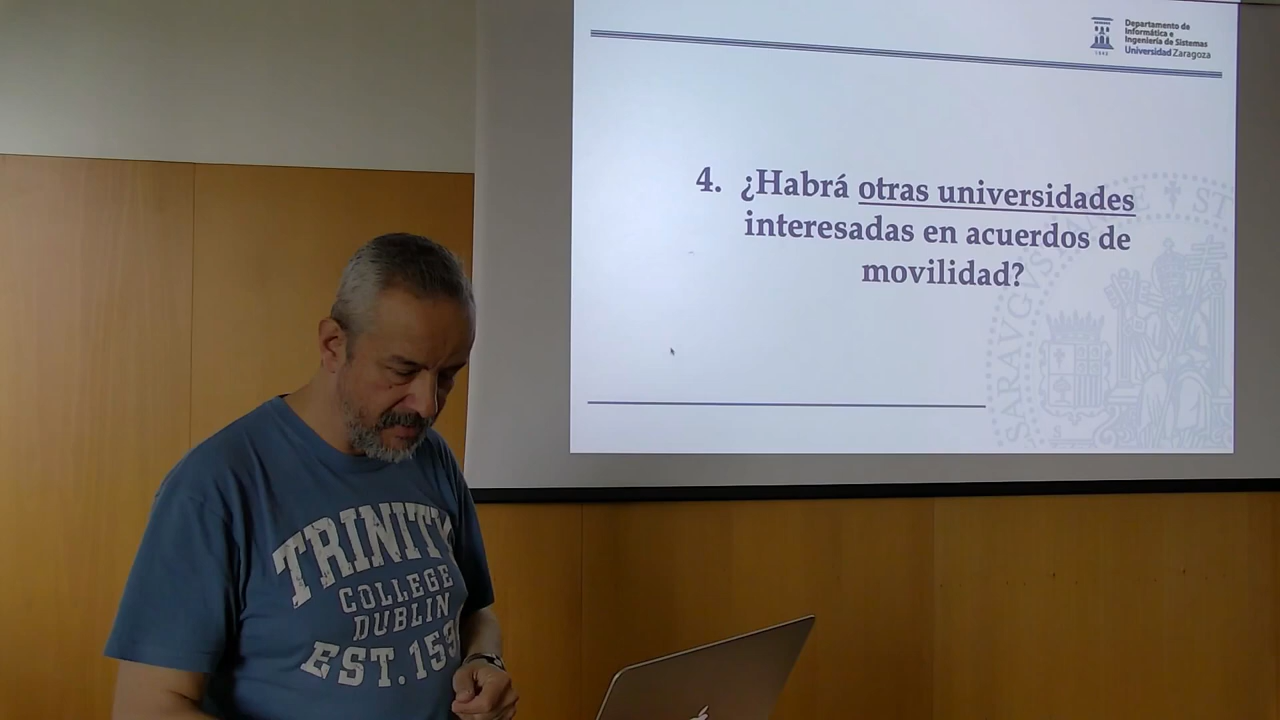 Departamento de
Informática e
Ingeniería de Sistemas
Universidad Zaragoza
1542
4. ¿Habrá otras universidades
interesadas en acuerdos de
movilidad?
TRINITY
COLLEGE
DUBLIN
EST. 159